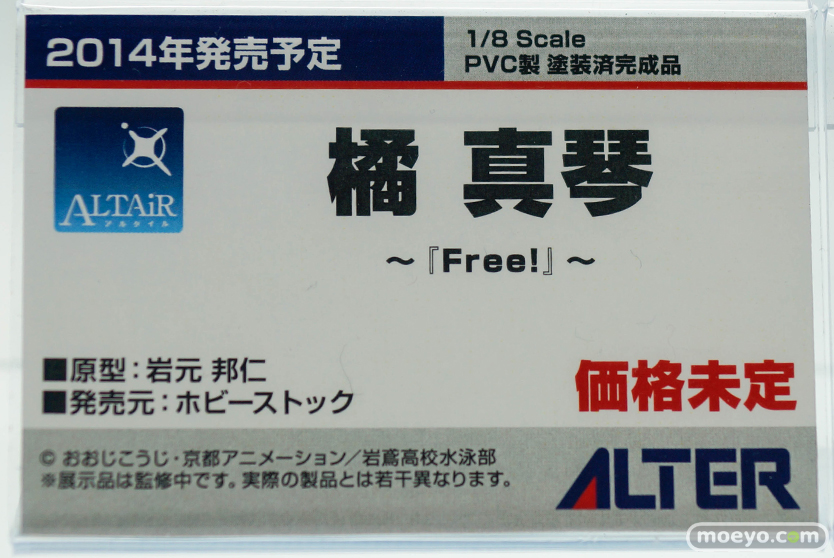 2014年発売予定
1/8 Scale
PVC製 塗装済完成品
ALTAiR
アルタイル
橘 真琴
～『Free!』～
■原型：岩元 邦仁
■発売元：ホビーストック
価格未定
© おおじこうじ・京都アニメーション／岩鳶高校水泳部
※展示品は監修中です。実際の製品とは若干異なります。
ALTER
moeyo.com